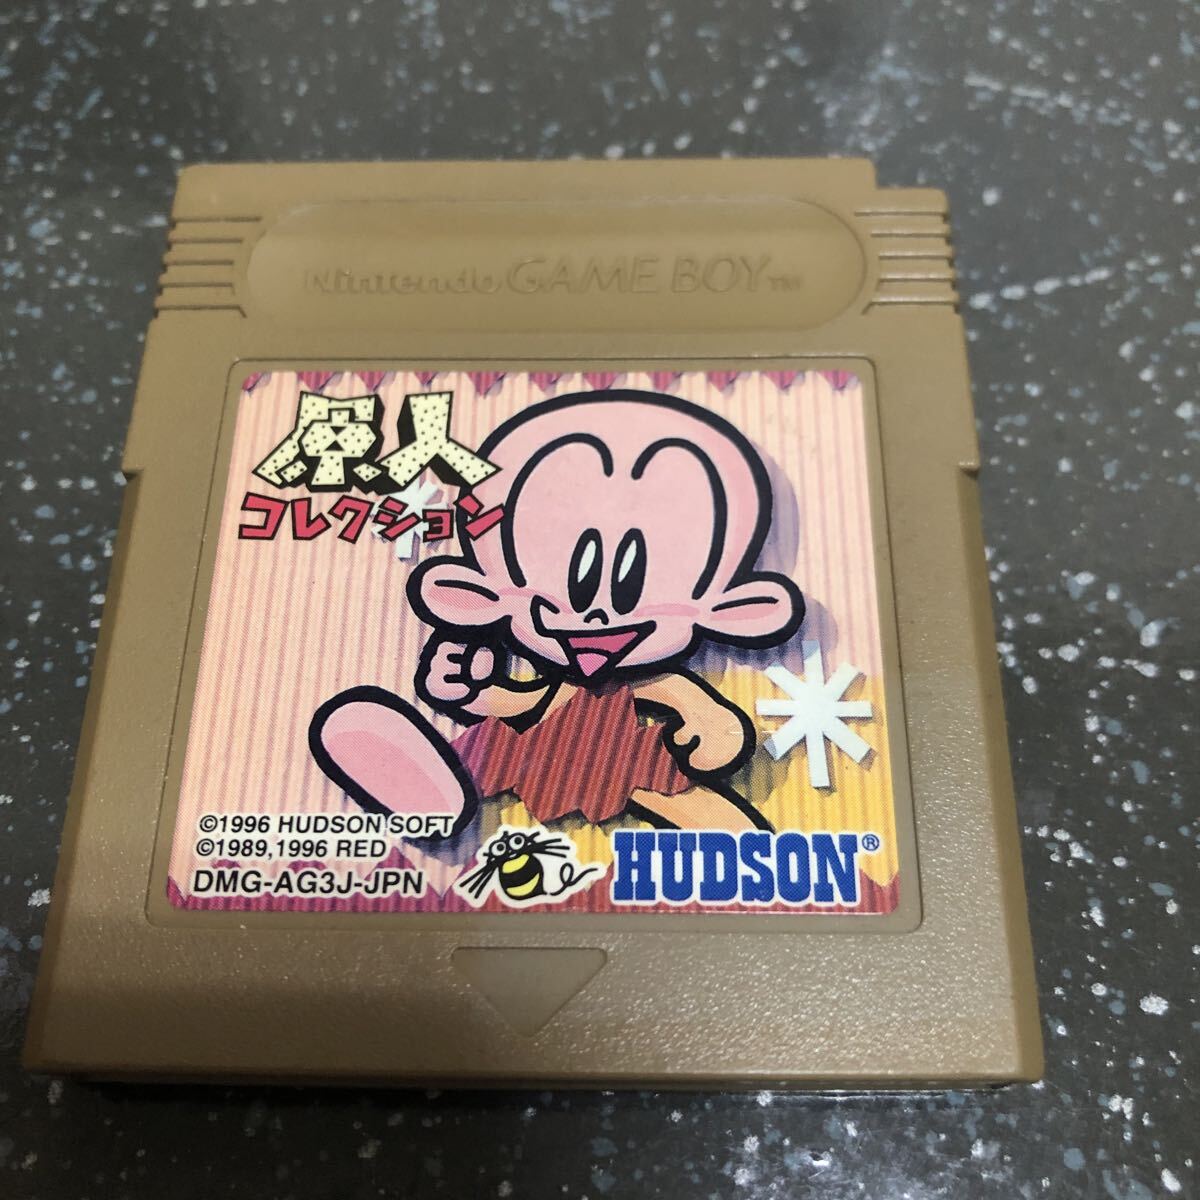 Nintendo GAME BOY™
原人
コレクション
©1996 HUDSON SOFT
©1989,1996 RED
DMG-AG3J-JPN
HUDSON®